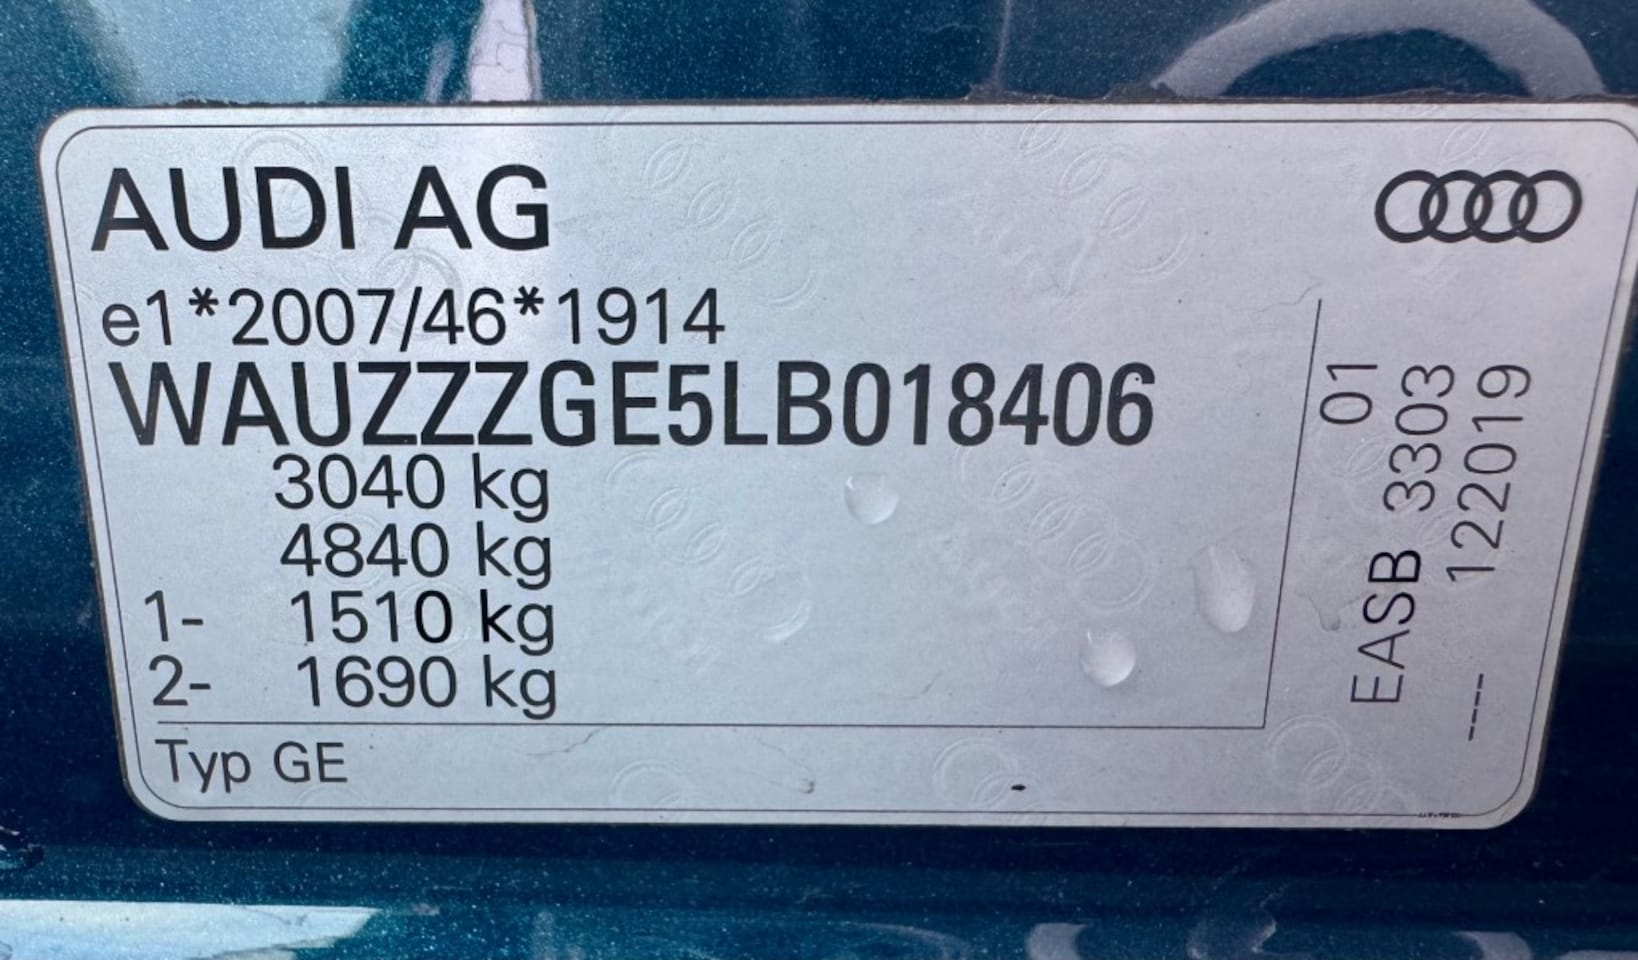 AUDI AG
e1*2007/46*1914
WAUZZZGE5LB018406
3040 kg
4840 kg
1- 1510 kg
2- 1690 kg
Typ GE
01
EASB 3303
---- 122019